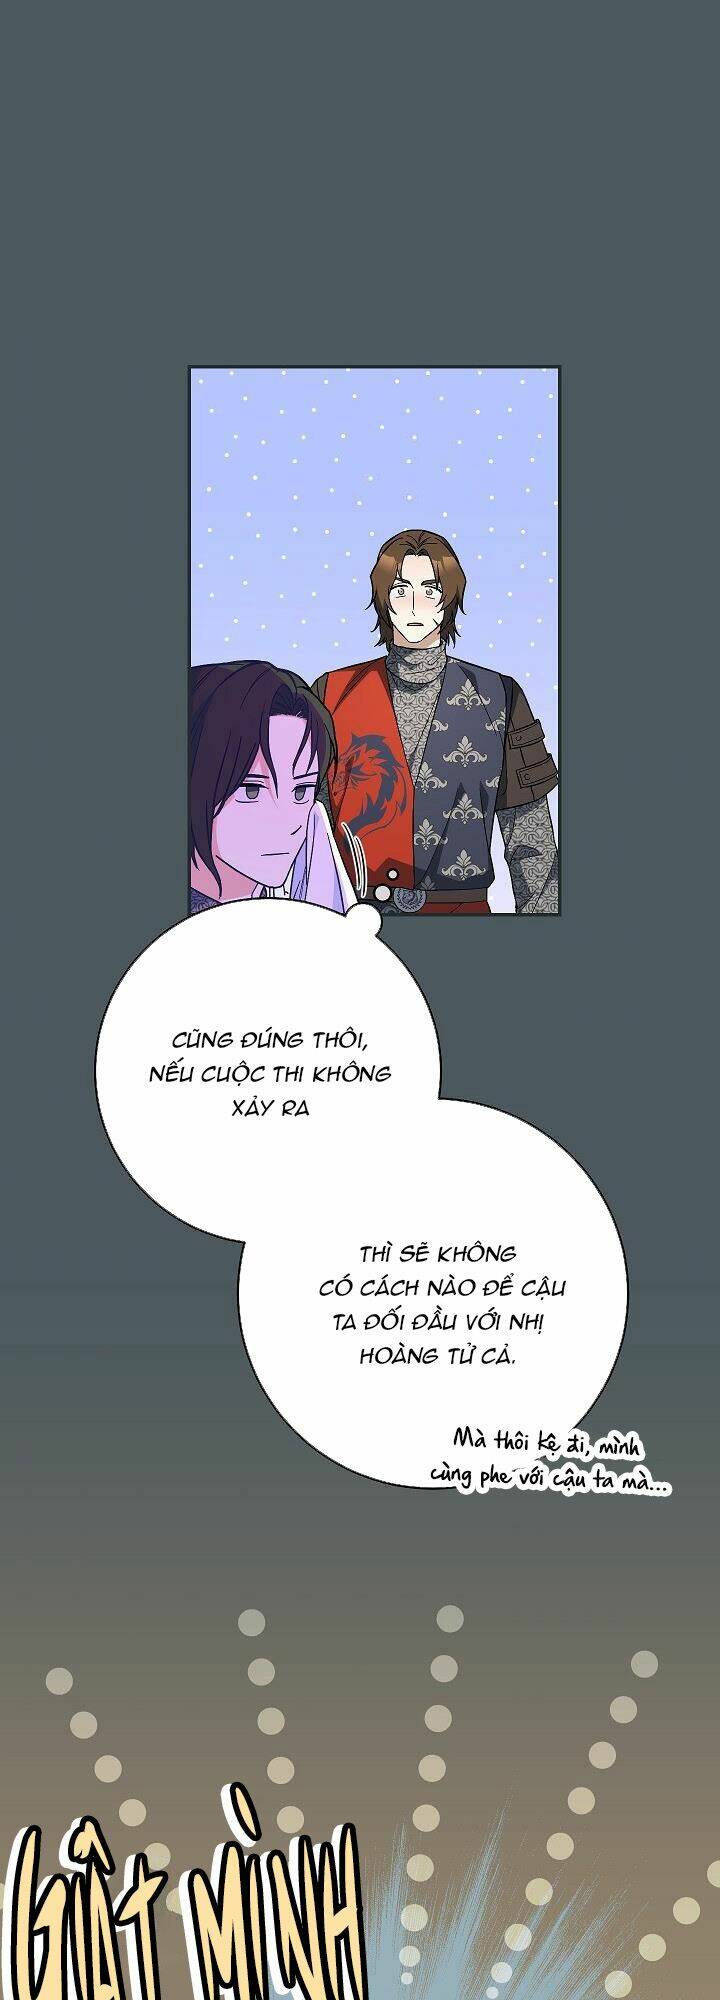 CŨNG ĐÚNG THÔI,
NẾU CUỘC THI KHÔNG
XẢY RA
THÌ SẼ KHÔNG
CÓ CÁCH NÀO ĐỂ CẬU
TA ĐỐI ĐẦU VỚI NHỊ
HOÀNG TỬ CẢ.
Mà thôi kệ đi, mình
cùng phe với cậu ta mà...
GIẬT MÌNH